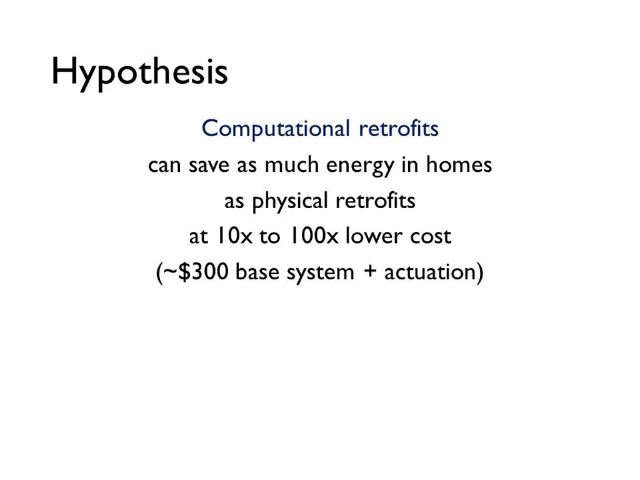 Hypothesis
Computational retrofits
can save as much energy in homes
as physical retrofits
at 10x to 100x lower cost
(~$300 base system + actuation)